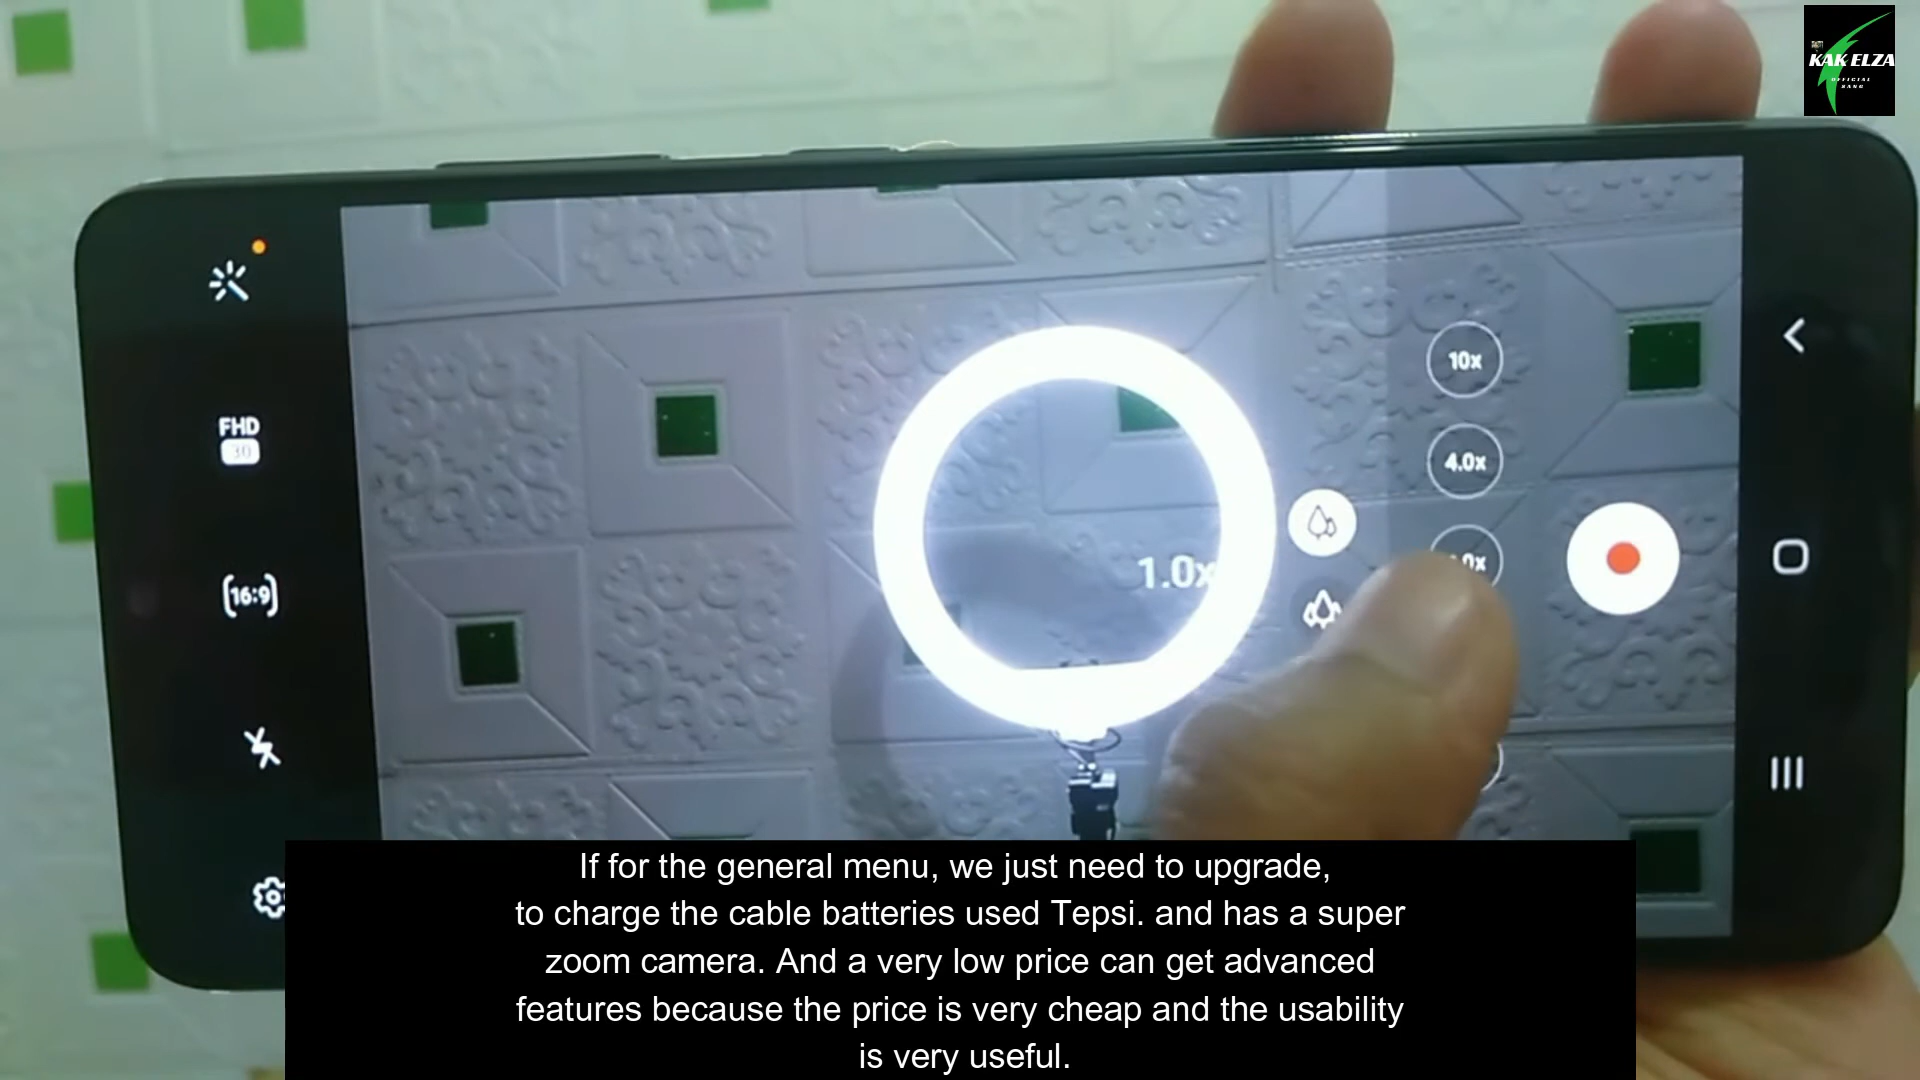 KAK ELZA
OFFICIAL
BANG
FHD
30
16:9
10x
4.0x
1.0x
If for the general menu, we just need to upgrade,
to charge the cable batteries used Tepsi. and has a super
zoom camera. And a very low price can get advanced
features because the price is very cheap and the usability
is very useful.